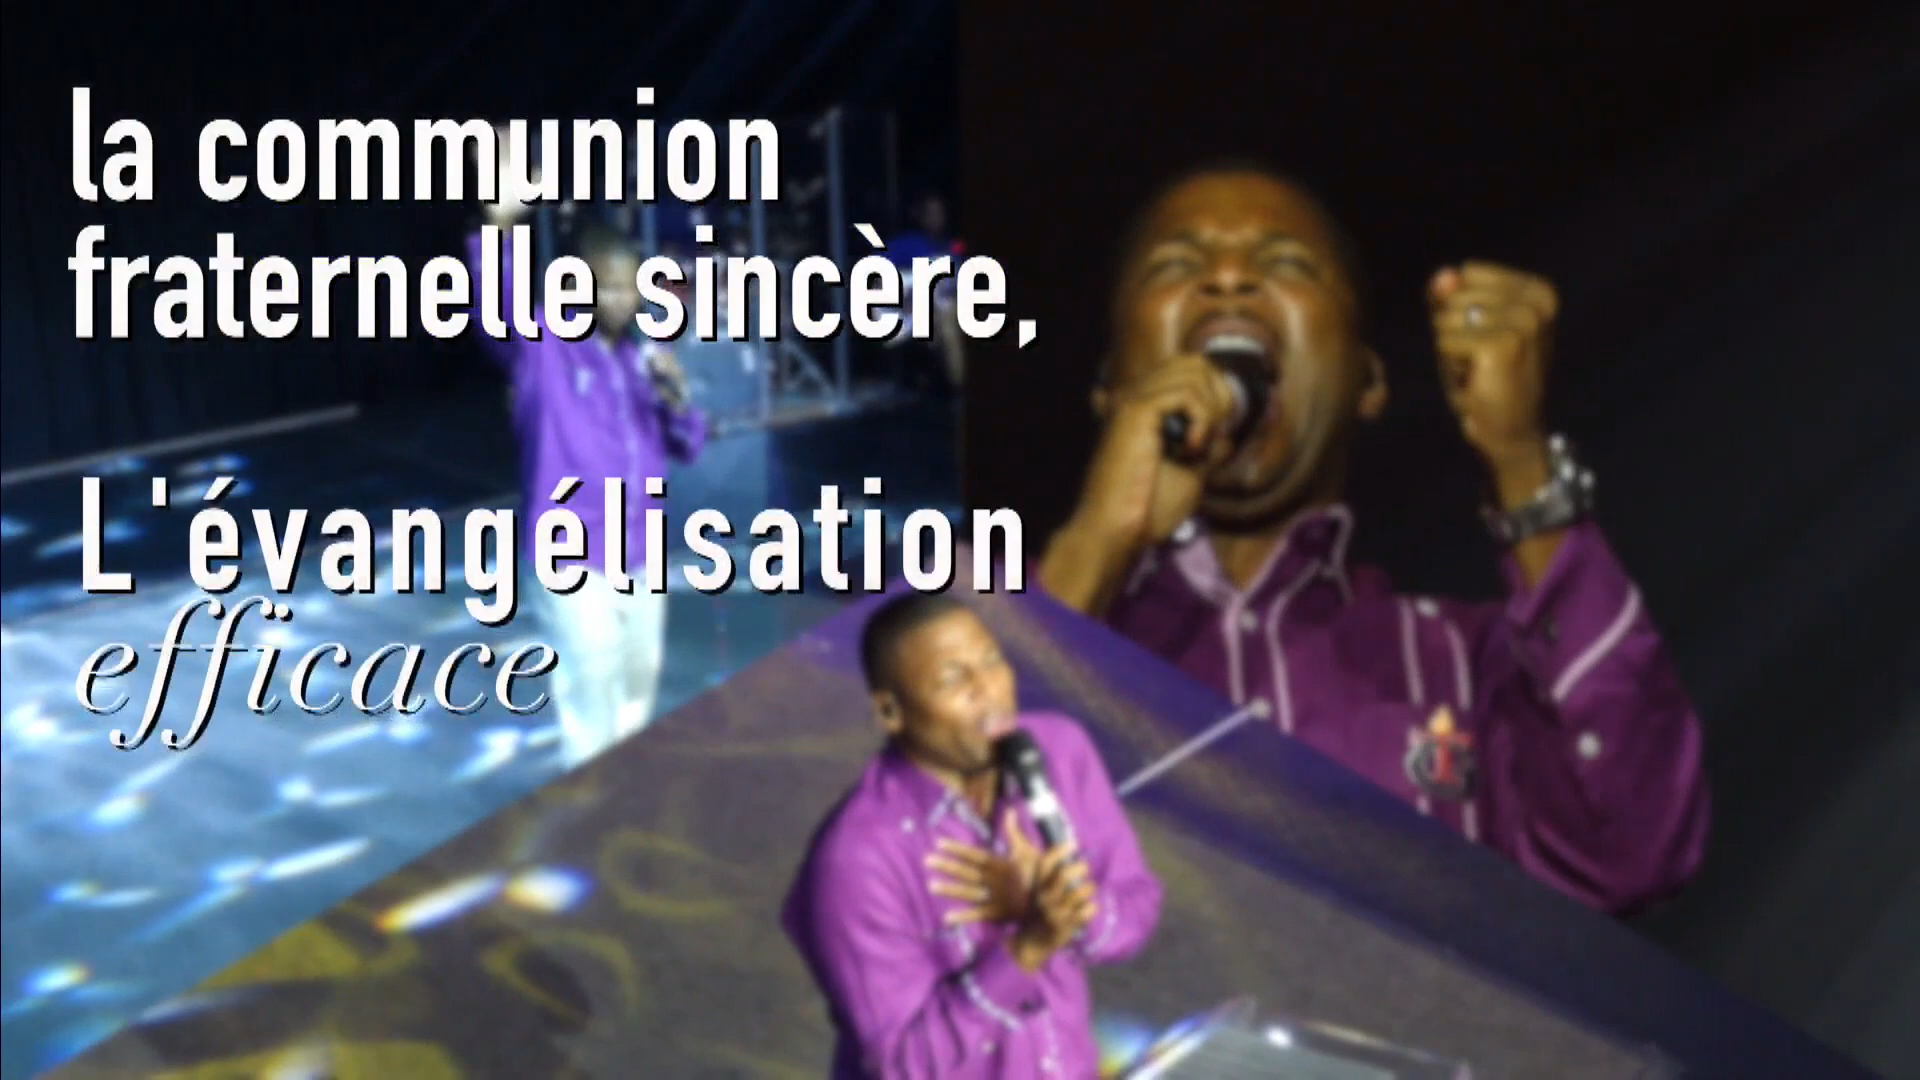 la communion
fraternelle sincère,
L'évangélisation
efficace